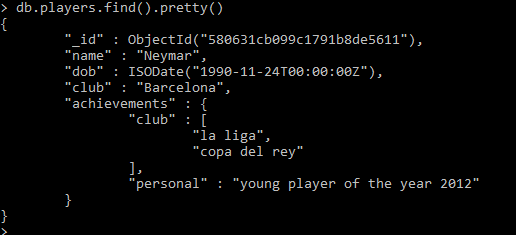 > db.players.find().pretty()
{
        "_id" : ObjectId("580631cb099c1791b8de5611"),
        "name" : "Neymar",
        "dob" : ISODate("1990-11-24T00:00:00Z"),
        "club" : "Barcelona",
        "achievements" : {
                "club" : [
                        "la liga",
                        "copa del rey"
                ],
                "personal" : "young player of the year 2012"
        }
}
>